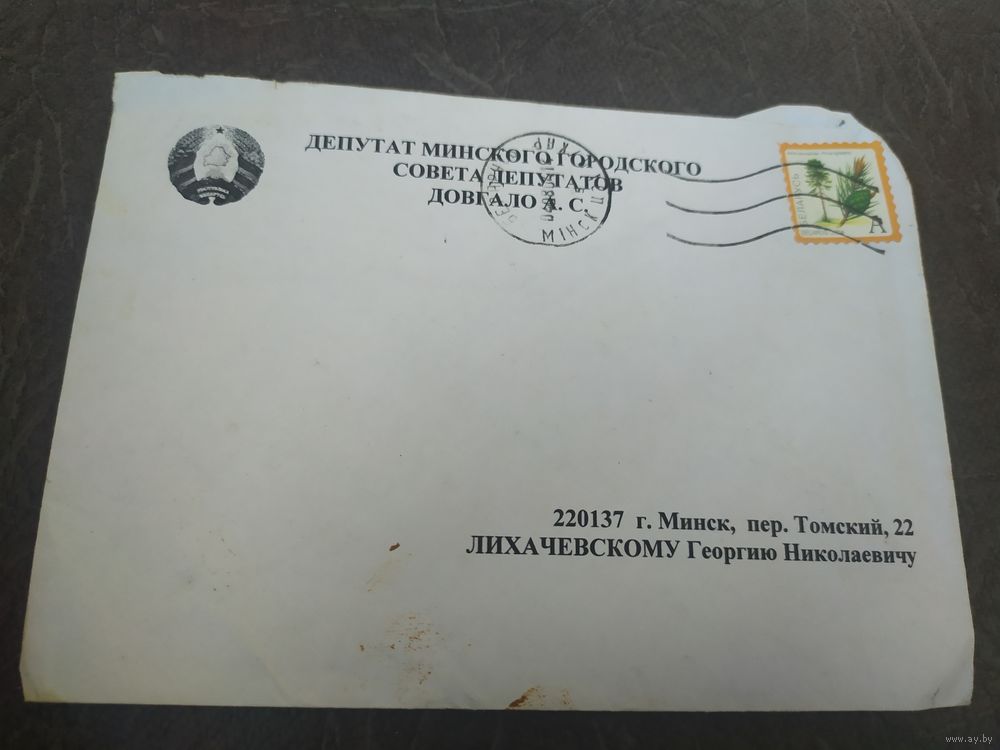 ДЕПУТАТ МИНСКОГО ГОРОДСКОГО
СОВЕТА ДЕПУТАТОВ
ДОВГАЛО А. С.
МІНСК
БЕЛАРУСЬ
A
220137 г. Минск, пер. Томский, 22
ЛИХАЧЕВСКОМУ Георгию Николаевичу
www.ay.by